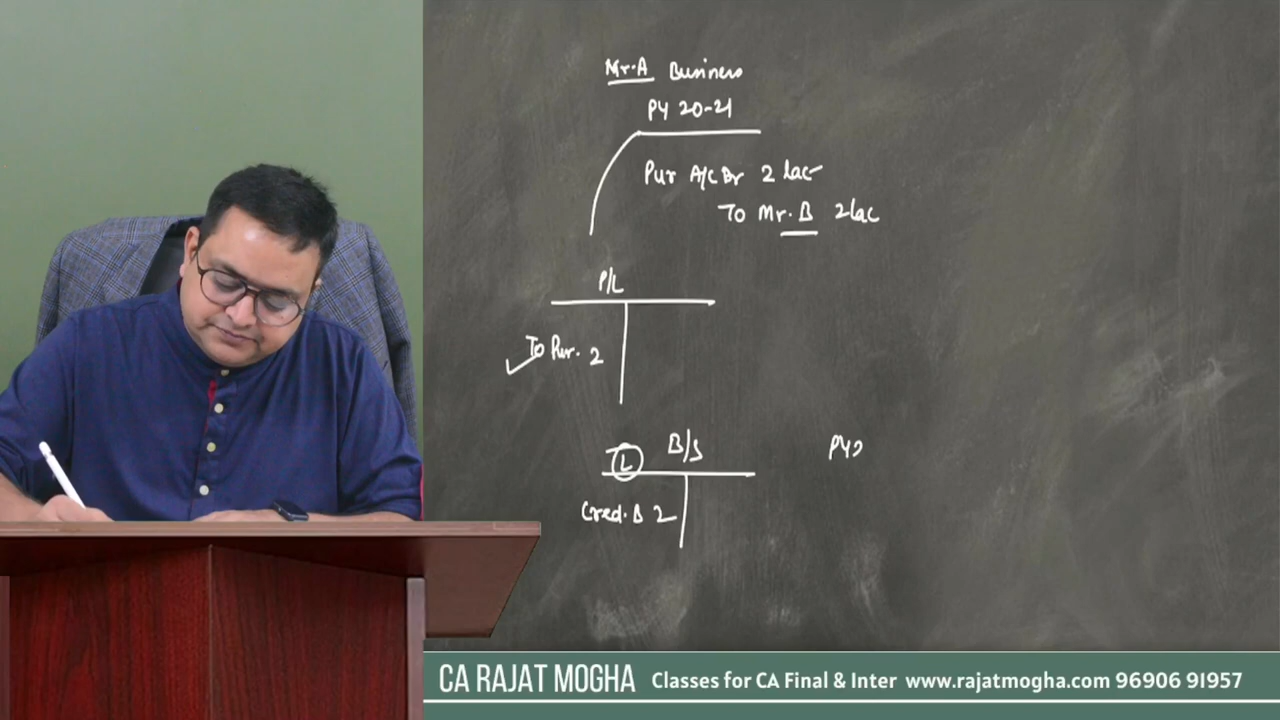 Mr.A Business
PY 20-21
Pur A/c Dr 2 lac
To Mr. B 2 lac
P/L
To Pur. 2
L B/S
Cred. B 2
PY2
CA RAJAT MOGHA Classes for CA Final & Inter www.rajatmogha.com 96906 91957